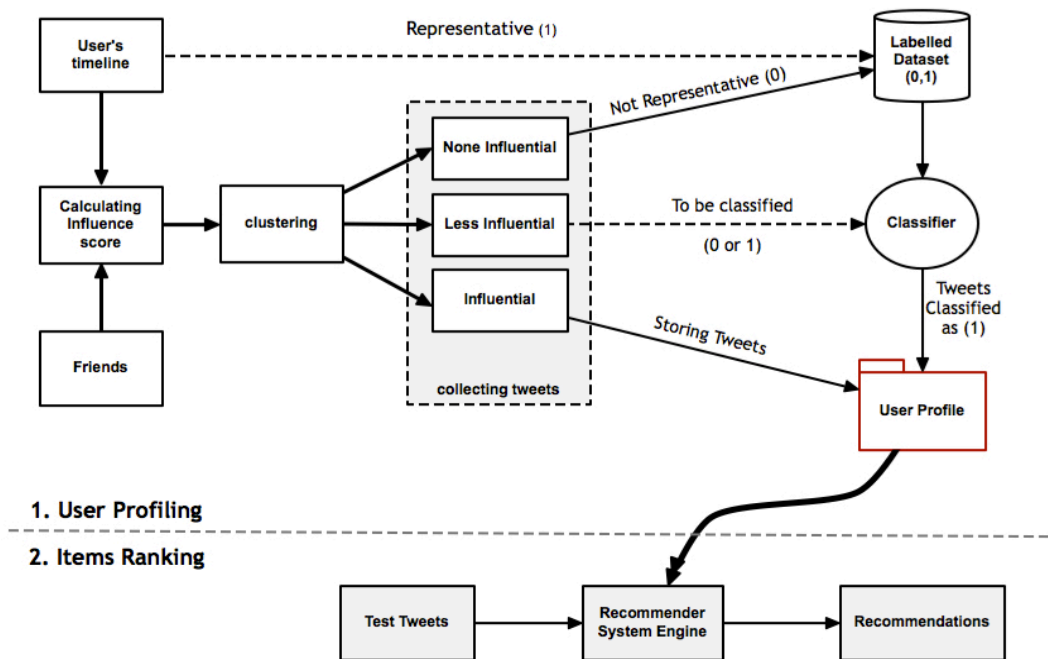 User's
timeline
Representative (1)
Labelled
Dataset
(0,1)
Not Representative (0)
None Influential
Calculating
Influence
score
clustering
Less Influential
To be classified
(0 or 1)
Classifier
Influential
Tweets
Classified
as (1)
Storing Tweets
Friends
collecting tweets
User Profile
1. User Profiling
2. Items Ranking
Test Tweets
Recommender
System Engine
Recommendations